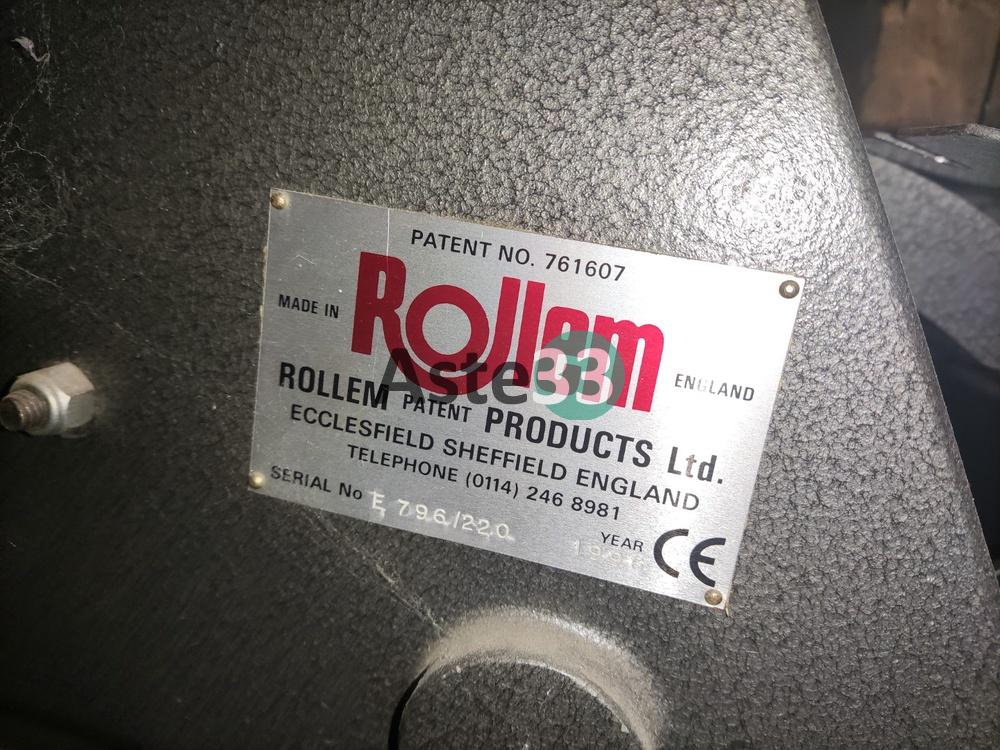 PATENT NO. 761607
MADE IN Rollem ENGLAND
Aste33
ROLLEM PATENT PRODUCTS Ltd.
ECCLESFIELD SHEFFIELD ENGLAND
TELEPHONE (0114) 246 8981
SERIAL No E 796/220
YEAR CE